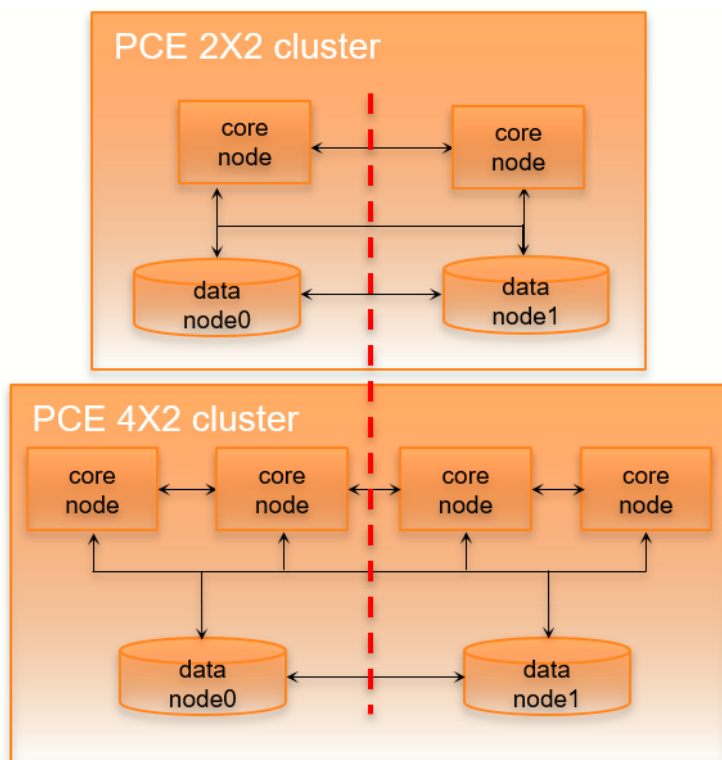 PCE 2X2 cluster
core
node
core
node
data
node0
data
node1
PCE 4X2 cluster
core
node
core
node
core
node
core
node
data
node0
data
node1